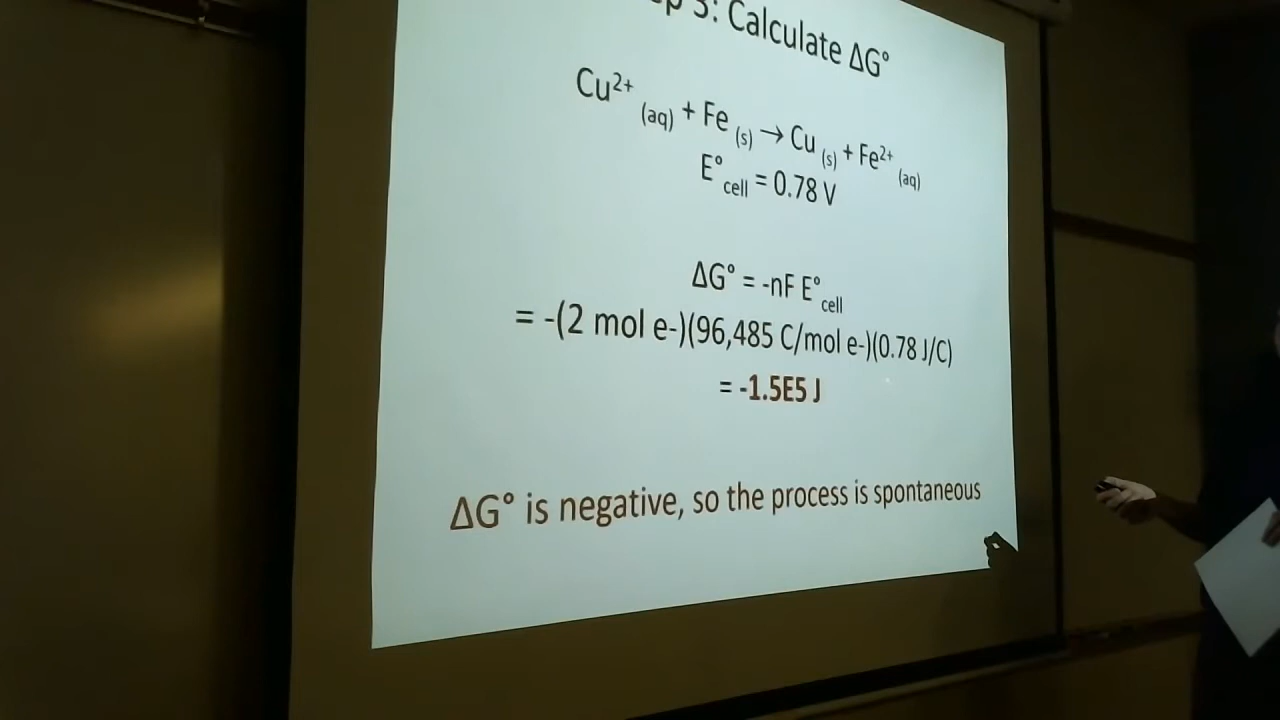 3: Calculate ΔG°
Cu²⁺ (aq) + Fe (s) → Cu (s) + Fe²⁺ (aq)
E°cell = 0.78 V
ΔG° = -nF E°cell
= -(2 mol e-)(96,485 C/mol e-)(0.78 J/C)
= -1.5E5 J
ΔG° is negative, so the process is spontaneous